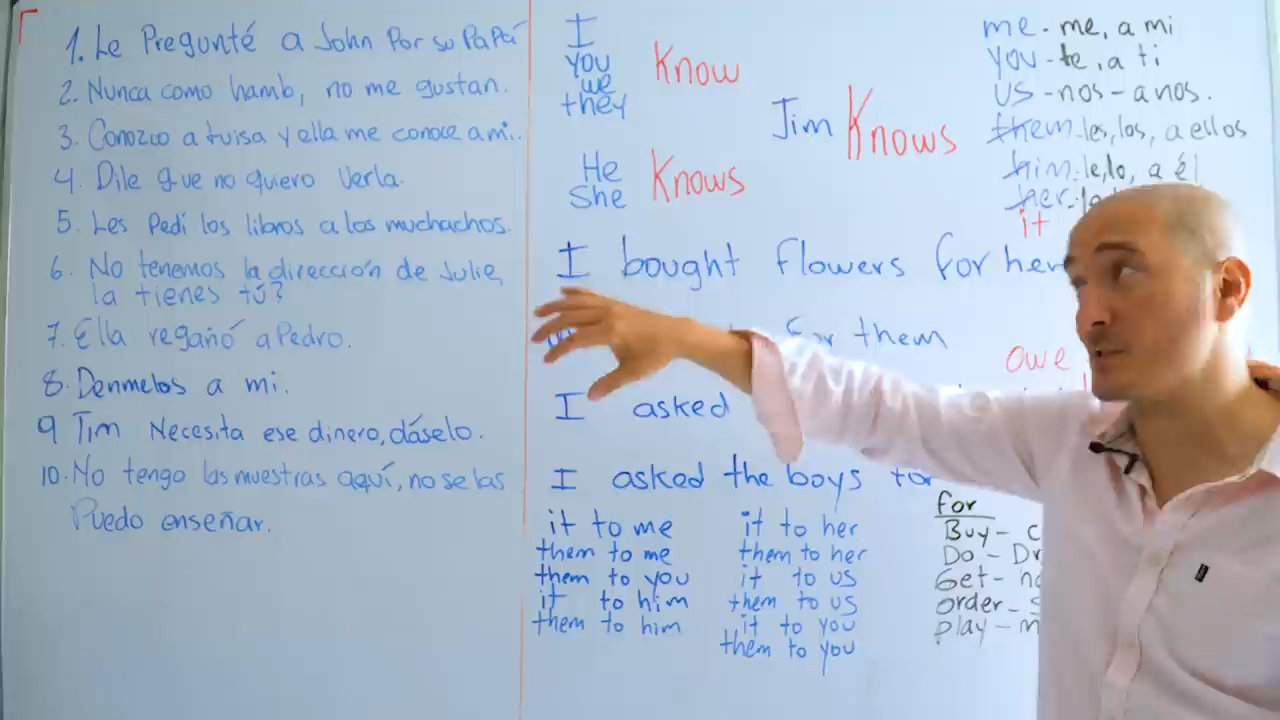 1. Le Pregunté a John Por su Papá
2. Nunca como hamb, no me gustan.
3. Conozco a Luisa y ella me conoce a mi.
4. Dile que no quiero verla.
5. Les Pedí los libros a los muchachos.
6. No tenemos la dirección de Julie,
la tienes tú?
7. Ella regañó a Pedro.
8. Denmelos a mi.
9 Tim Necesita ese dinero, dáselo.
10. No tengo las muestras aquí, no se las
Puedo enseñar.
I
you
we
they
Know
He
She
Knows
Jim Knows
me - me, a mi
you - te, a ti
us - nos - a nos.
them - les, los, a ellos
him - le, lo, a él
her -
it
I bought flowers for her
for them
owe
I asked
I asked the boys
it to me
them to me
them to you
it to him
them to him
it to her
them to her
it to us
them to us
it to you
them to you
for
Buy -
Do -
Get -
order -
play -